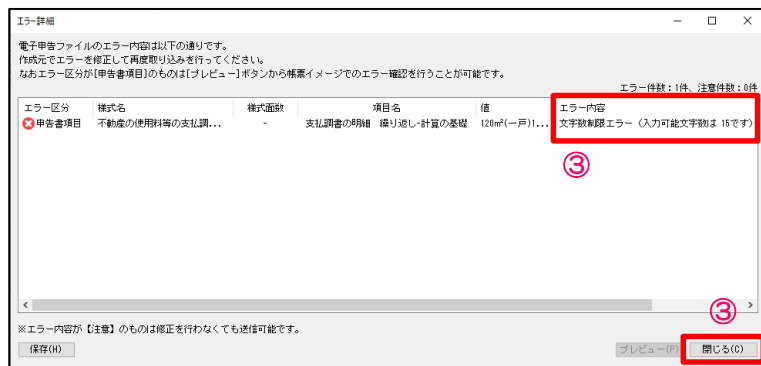 エラー詳細
電子申告ファイルのエラー内容は以下の通りです。
作成元でエラーを修正して再度取り込みを行ってください。
なおエラー区分が[申告書項目]のものは[プレビュー]ボタンから帳票イメージでのエラー確認を行うことが可能です。
エラー件数：1件、注意件数：0件
エラー区分 様式名 様式面数 項目名 値 エラー内容
申告書項目 不動産の使用料等の支払調... - 支払調書の明細 繰り返し-計算の基礎 120m²(一戸)1... 文字数制限エラー（入力可能文字数は 15です）
③
③
※エラー内容が【注意】のものは修正を行わなくても送信可能です。
保存(H) プレビュー(P) 閉じる(C)